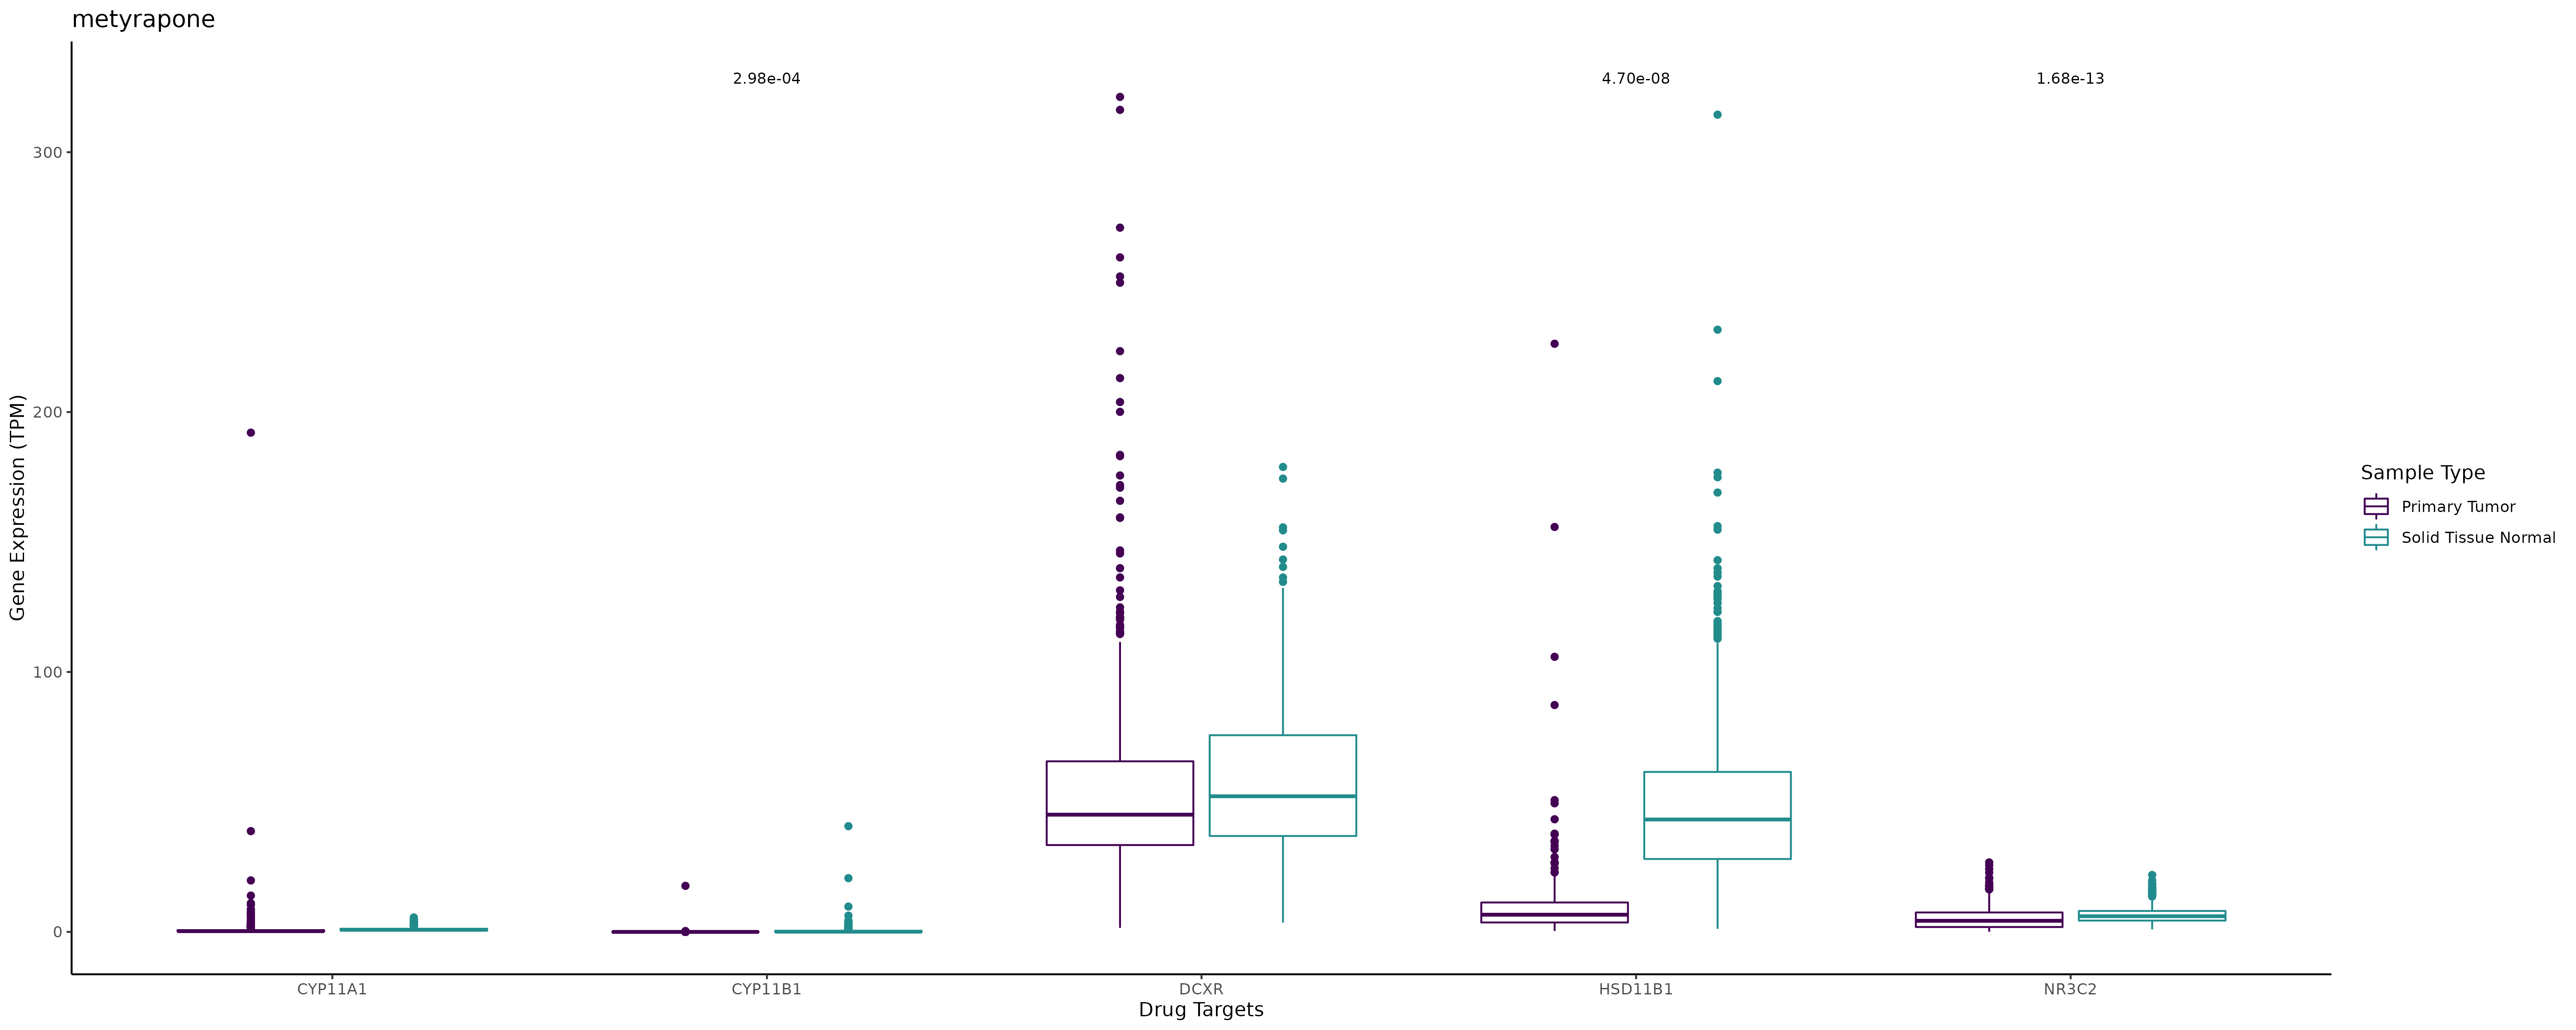 metyrapone
2.98e-04
4.70e-08
1.68e-13
Gene Expression (TPM)
300
200
100
0
CYP11A1
CYP11B1
DCXR
HSD11B1
NR3C2
Drug Targets
Sample Type
Primary Tumor
Solid Tissue Normal